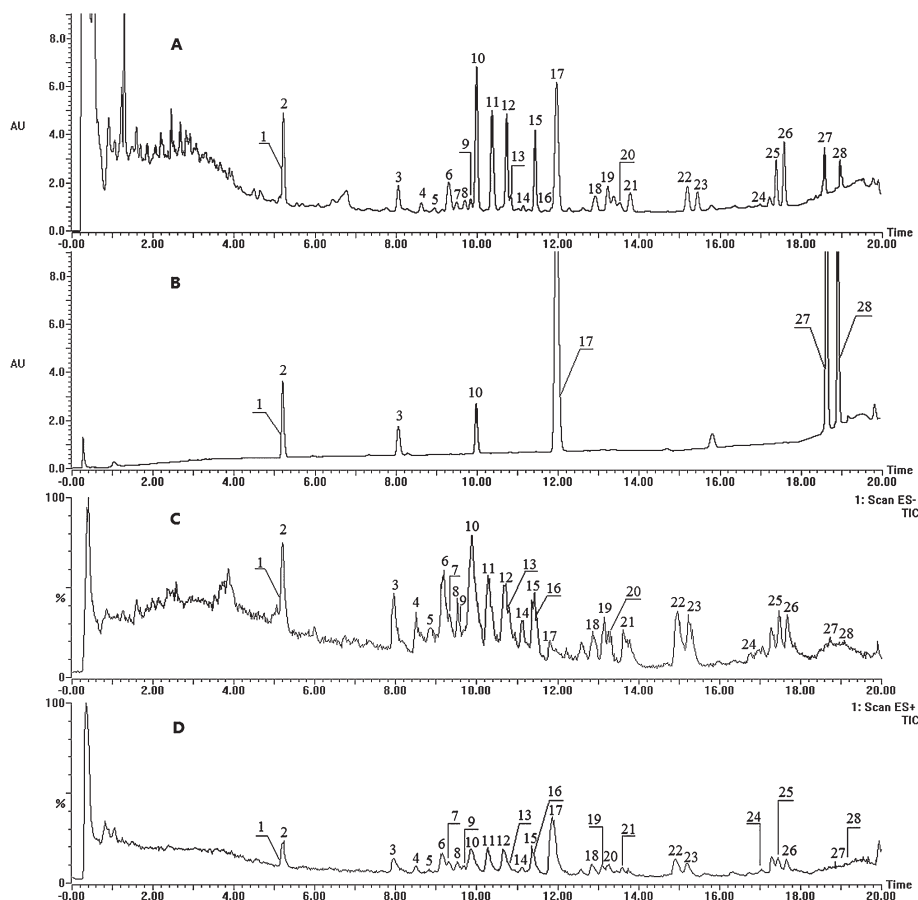 A
8.0
6.0
AU
4.0
2.0
0.0
1 2 3 4 5 6 7 8 9 10 11 12 13 14 15 16 17 18 19 20 21 22 23 24 25 26 27 28
-0.00 2.00 4.00 6.00 8.00 10.00 12.00 14.00 16.00 18.00 20.00
Time
B
8.0
6.0
AU
4.0
2.0
0.0
1 2 3 10 17 27 28
-0.00 2.00 4.00 6.00 8.00 10.00 12.00 14.00 16.00 18.00 20.00
Time
1: Scan ES-
TIC
100
C
%
0
1 2 3 4 5 6 7 8 9 10 11 12 13 14 15 16 17 18 19 20 21 22 23 24 25 26 27 28
-0.00 2.00 4.00 6.00 8.00 10.00 12.00 14.00 16.00 18.00 20.00
1: Scan ES+
TIC
100
D
%
0
1 2 3 4 5 6 7 8 9 10 11 12 13 14 15 16 17 18 19 20 21 22 23 24 25 26 27 28
-0.00 2.00 4.00 6.00 8.00 10.00 12.00 14.00 16.00 18.00 20.00
Time